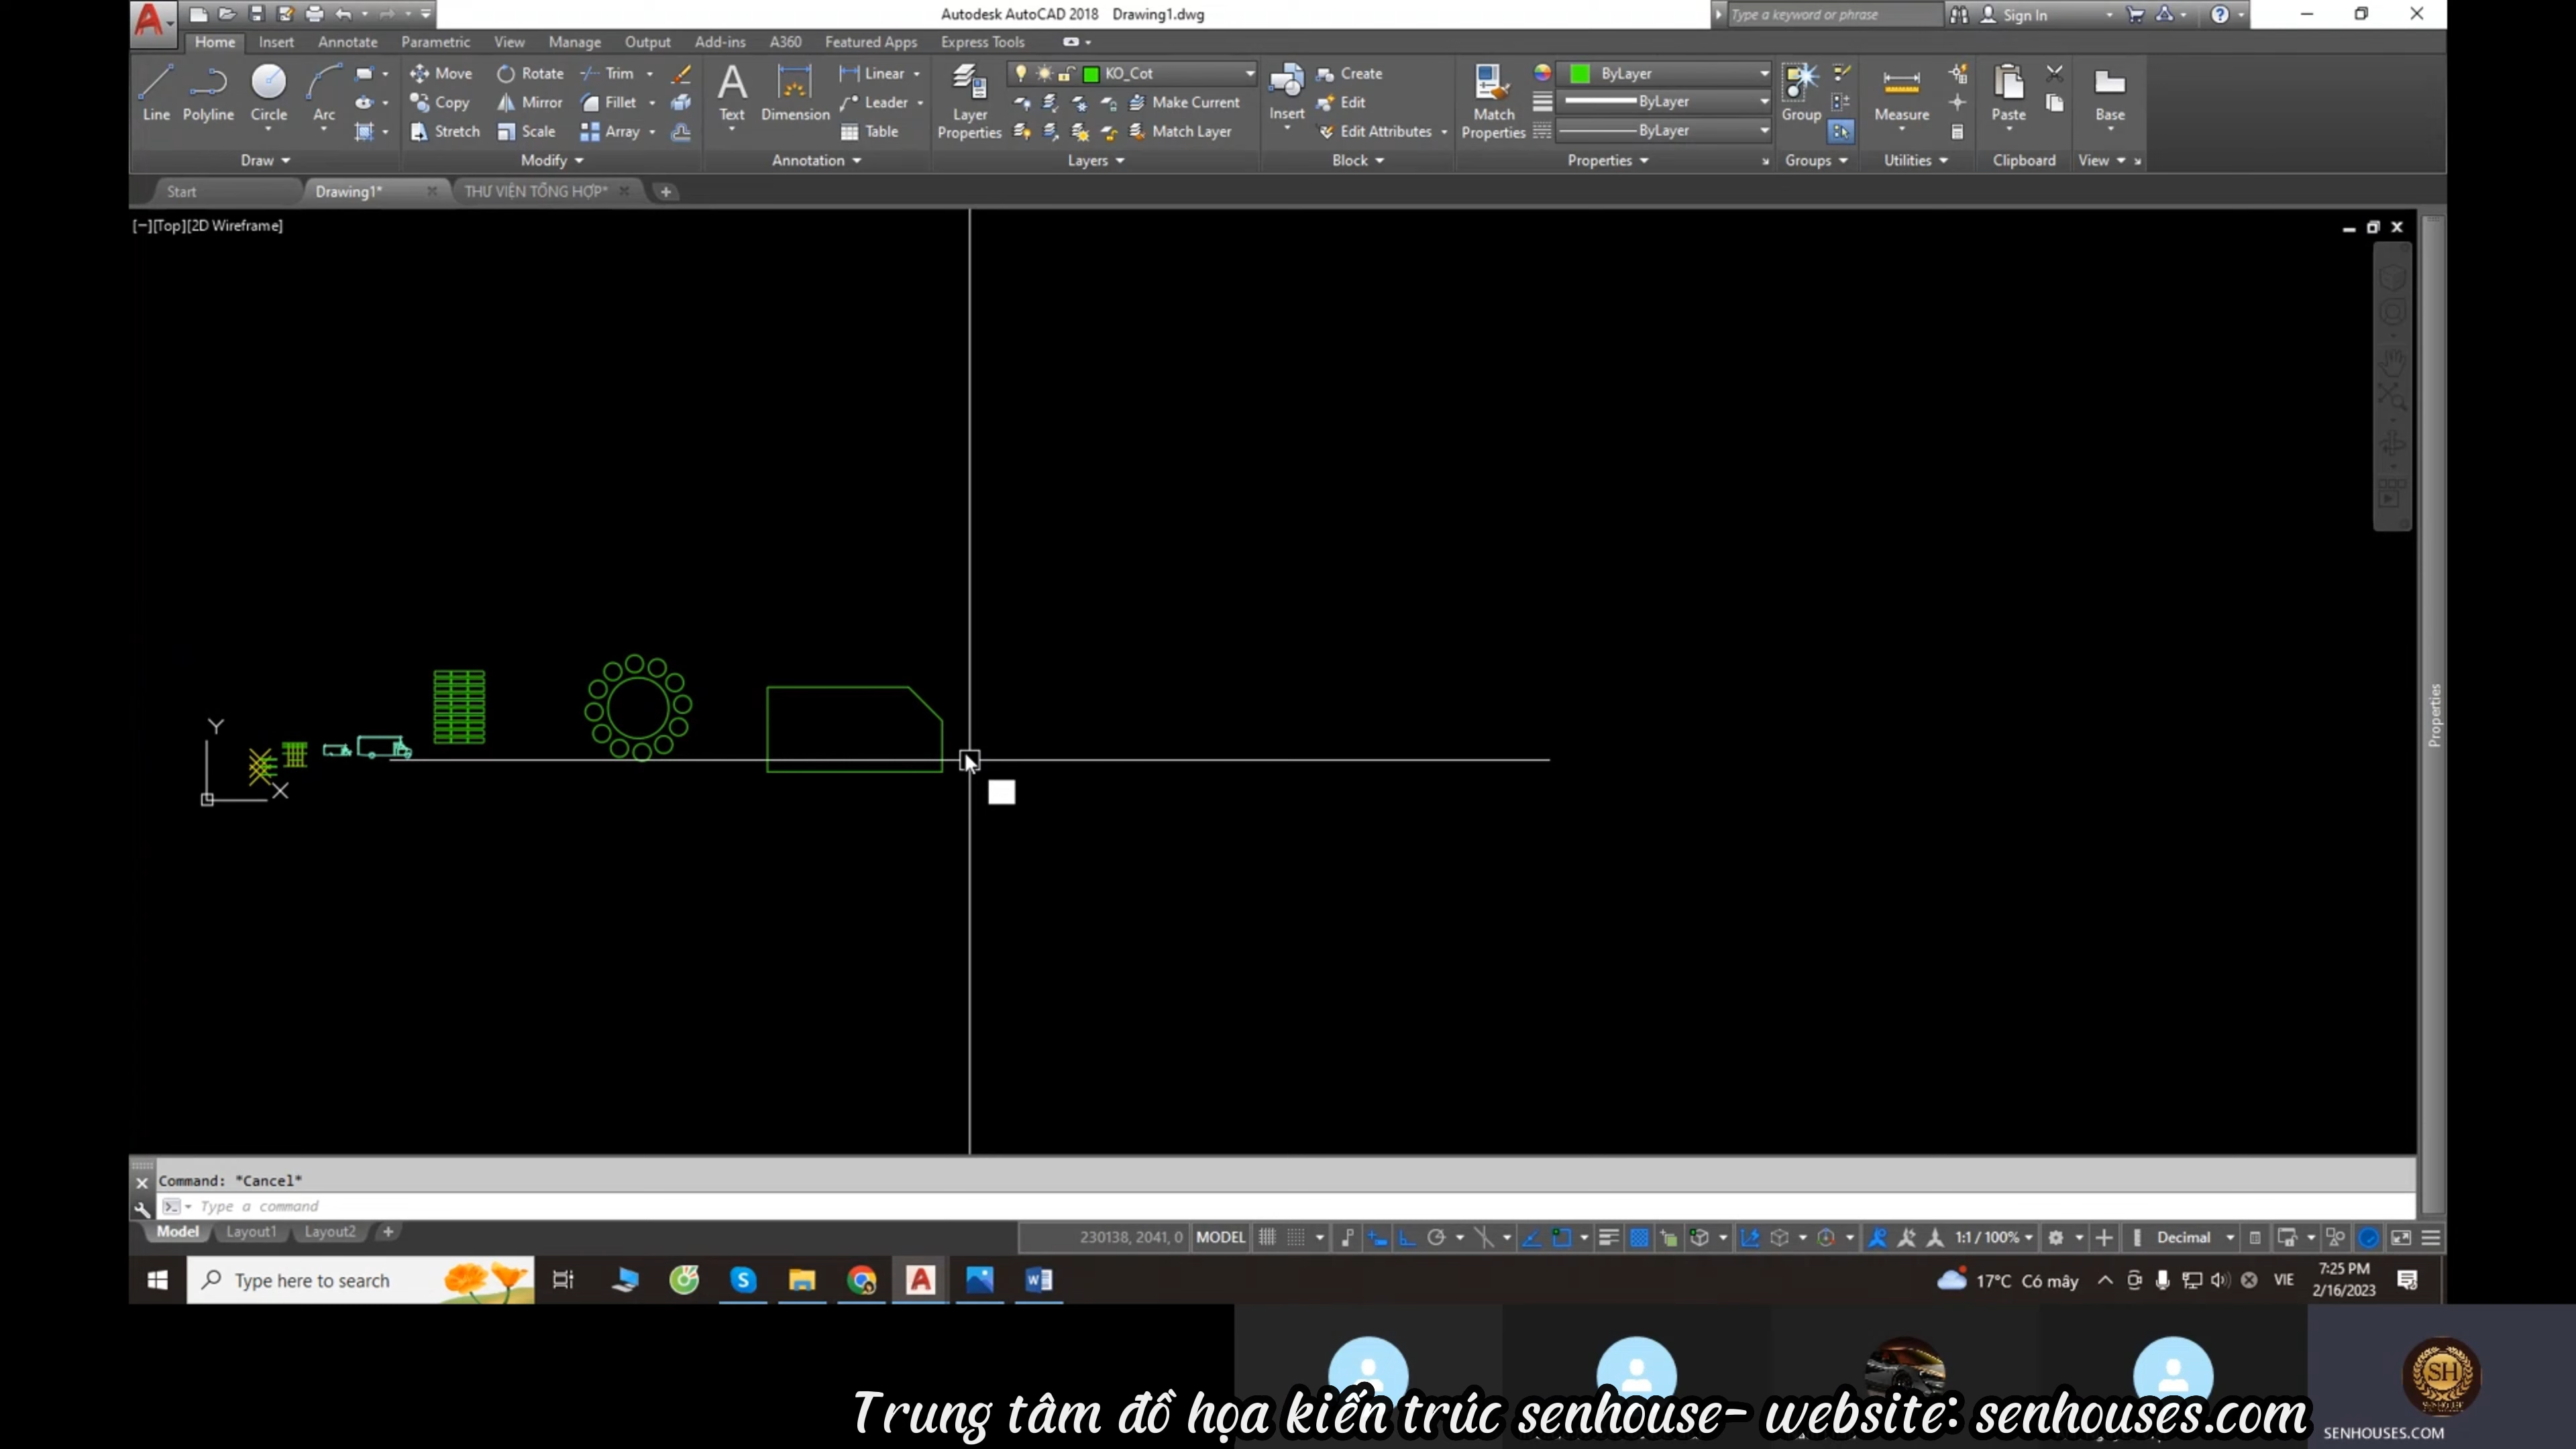 Autodesk AutoCAD 2018 Drawing1.dwg
Type a keyword or phrase
Sign In
Home Insert Annotate Parametric View Manage Output Add-ins A360 Featured Apps Express Tools
Line Polyline Circle Arc
Move Rotate Trim
Copy Mirror Fillet
Stretch Scale Array
Text Dimension
Linear
Leader
Table
Layer Properties
KO_Cot
Make Current
Match Layer
Insert
Create
Edit
Edit Attributes
Match Properties
ByLayer
ByLayer
ByLayer
Group
Measure
Paste
Base
Draw Modify Annotation Layers Block Properties Groups Utilities Clipboard View
Start Drawing1* THƯ VIỆN TỔNG HỢP*
[−][Top][2D Wireframe]
Properties
Y
X
Command: *Cancel*
Type a command
Model Layout1 Layout2
230138, 2041, 0 MODEL 1:1 / 100% Decimal
Type here to search
17°C Có mây
VIE
7:25 PM
2/16/2023
SH
Trung tâm đồ họa kiến trúc senhouse- website: senhouses.com
SENHOUSES.COM